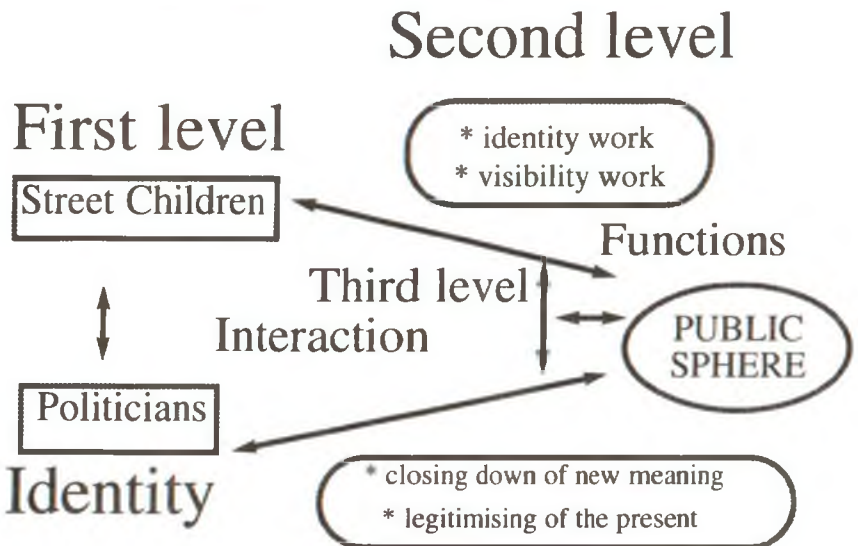 Second level
First level
* identity work
* visibility work
Street Children
Functions
Third level
Interaction
PUBLIC
SPHERE
Politicians
Identity
* closing down of new meaning
* legitimising of the present